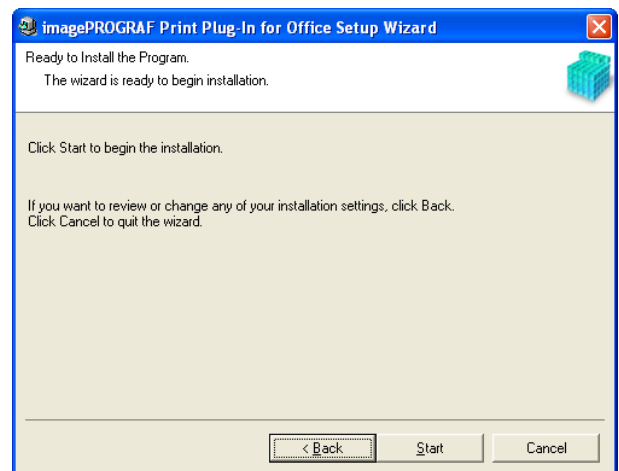 imagePROGRAF Print Plug-In for Office Setup Wizard
Ready to Install the Program.
The wizard is ready to begin installation.
Click Start to begin the installation.
If you want to review or change any of your installation settings, click Back.
Click Cancel to quit the wizard.
< Back Start Cancel